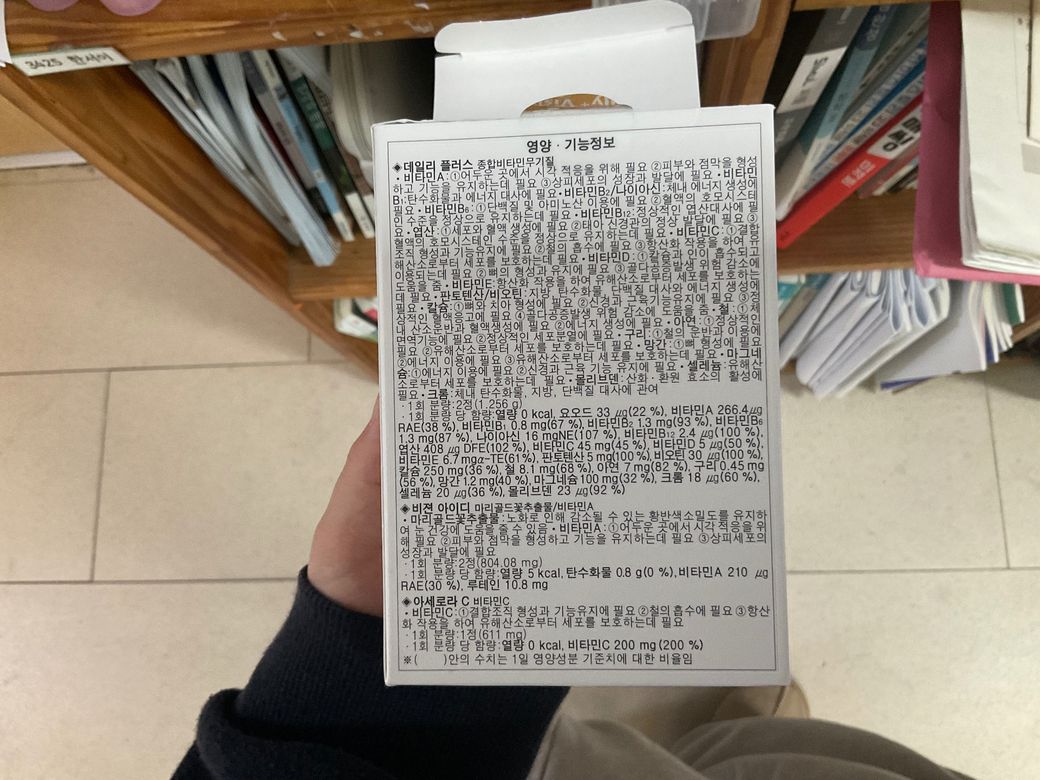 3425 한서이
영양 · 기능정보
◈데일리 플러스 종합비타민무기질
• 비타민A:①어두운 곳에서 시각 적응을 위해 필요 ②피부와 점막을 형성
하고 기능을 유지하는데 필요 ③상피세포의 성장과 발달에 필요 • 비타민
B₁:탄수화물과 에너지 대사에 필요 • 비타민B₂/나이아신:체내 에너지 생성에
필요 • 비타민B₆:①단백질 및 아미노산 이용에 필요 ②혈액의 호모시스테
인 수준을 정상으로 유지하는데 필요 • 비타민B₁₂:정상적인 엽산대사에 필
요 • 엽산:①세포와 혈액 생성에 필요 ②태아 신경관의 정상 발달에 필요 ③
혈액의 호모시스테인 수준을 정상으로 유지하는데 필요 • 비타민C:①결합
조직 형성과 기능유지에 필요 ②철의 흡수에 필요 ③항산화 작용을 하여 유
해산소로부터 세포를 보호하는데 필요 • 비타민D:①칼슘과 인이 흡수되고
이용되는데 필요 ②뼈의 형성과 유지에 필요 ③골다공증발생 위험 감소에
도움을 줌 • 비타민E:항산화 작용을 하여 유해산소로부터 세포를 보호하는
데 필요 • 판토텐산/비오틴:지방, 탄수화물, 단백질 대사와 에너지 생성에
필요 • 칼슘:①뼈와 치아 형성에 필요 ②신경과 근육기능유지에 필요 ③정
상적인 혈액응고에 필요 ④골다공증발생 위험 감소에 도움을 줌 • 철:①체
내 산소운반과 혈액생성에 필요 ②에너지 생성에 필요 • 아연:①정상적인
면역기능에 필요 ②정상적인 세포분열에 필요 • 구리:①철의 운반과 이용에
필요 ②유해산소로부터 세포를 보호하는데 필요 • 망간:①뼈 형성에 필요
②에너지 이용에 필요 ③유해산소로부터 세포를 보호하는데 필요 • 마그네
슘:①에너지 이용에 필요 ②신경과 근육 기능 유지에 필요 • 셀레늄:유해산
소로부터 세포를 보호하는데 필요 • 몰리브덴:산화·환원 효소의 활성에
필요 • 크롬:체내 탄수화물, 지방, 단백질 대사에 관여
· 1회 분량:2정(1,256 g)
· 1회 분량 당 함량:열량 0 kcal, 요오드 33 ㎍(22 %), 비타민A 266.4㎍
RAE(38 %), 비타민B₁ 0.8 mg(67 %), 비타민B₂ 1.3 mg(93 %), 비타민B₆
1.3 mg(87 %), 나이아신 16 mgNE(107 %), 비타민B₁₂ 2.4 ㎍(100 %),
엽산 408 ㎍ DFE(102 %), 비타민C 45 mg(45 %), 비타민D 5 ㎍(50 %),
비타민E 6.7 mgα-TE(61%), 판토텐산 5 mg(100%), 비오틴 30 ㎍(100%),
칼슘 250 mg(36 %), 철 8.1 mg(68 %), 아연 7 mg(82 %), 구리 0.45 mg
(56 %), 망간 1.2 mg(40 %), 마그네슘 100 mg(32 %), 크롬 18 ㎍(60 %),
셀레늄 20 ㎍(36 %), 몰리브덴 23 ㎍(92 %)
◈비젼 아이디 마리골드꽃추출물/비타민A
• 마리골드꽃추출물:노화로 인해 감소될 수 있는 황반색소밀도를 유지하
여 눈 건강에 도움을 줄 수 있음 • 비타민A:①어두운 곳에서 시각 적응을 위
해 필요 ②피부와 점막을 형성하고 기능을 유지하는데 필요 ③상피세포의
성장과 발달에 필요
· 1회 분량:2정(804.08 mg)
· 1회 분량 당 함량:열량 5 kcal, 탄수화물 0.8 g(0 %), 비타민A 210 ㎍
RAE(30 %), 루테인 10.8 mg
◈아세로라 C 비타민C
• 비타민C:①결합조직 형성과 기능유지에 필요 ②철의 흡수에 필요 ③항산
화 작용을 하여 유해산소로부터 세포를 보호하는데 필요
· 1회 분량:1정(611 mg)
· 1회 분량 당 함량:열량 0 kcal, 비타민C 200 mg(200 %)
※( )안의 수치는 1일 영양성분 기준치에 대한 비율임